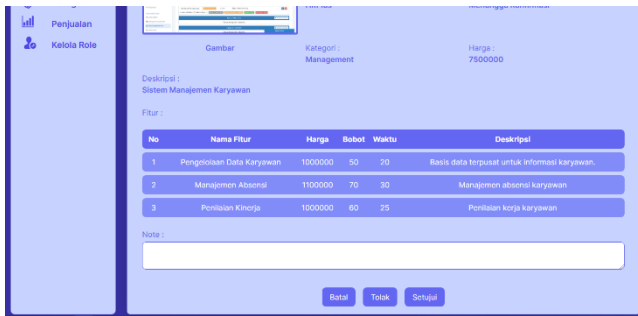 Penjualan
Kelola Role
Gambar
Kategori :
Management
Harga :
7500000
Deskripsi :
Sistem Manajemen Karyawan
Fitur :
No Nama Fitur Harga Bobot Waktu Deskripsi
1 Pengelolaan Data Karyawan 1000000 50 20 Basis data terpusat untuk informasi karyawan.
2 Manajemen Absensi 1100000 70 30 Manajemen absensi karyawan
3 Penilaian Kinerja 1000000 60 25 Penilaian kerja karyawan
Note :
Batal Tolak Setujui